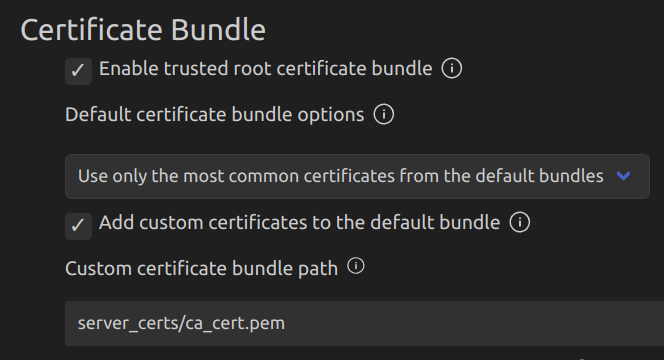 Certificate Bundle
Enable trusted root certificate bundle
Default certificate bundle options
Use only the most common certificates from the default bundles
Add custom certificates to the default bundle
Custom certificate bundle path
server_certs/ca_cert.pem